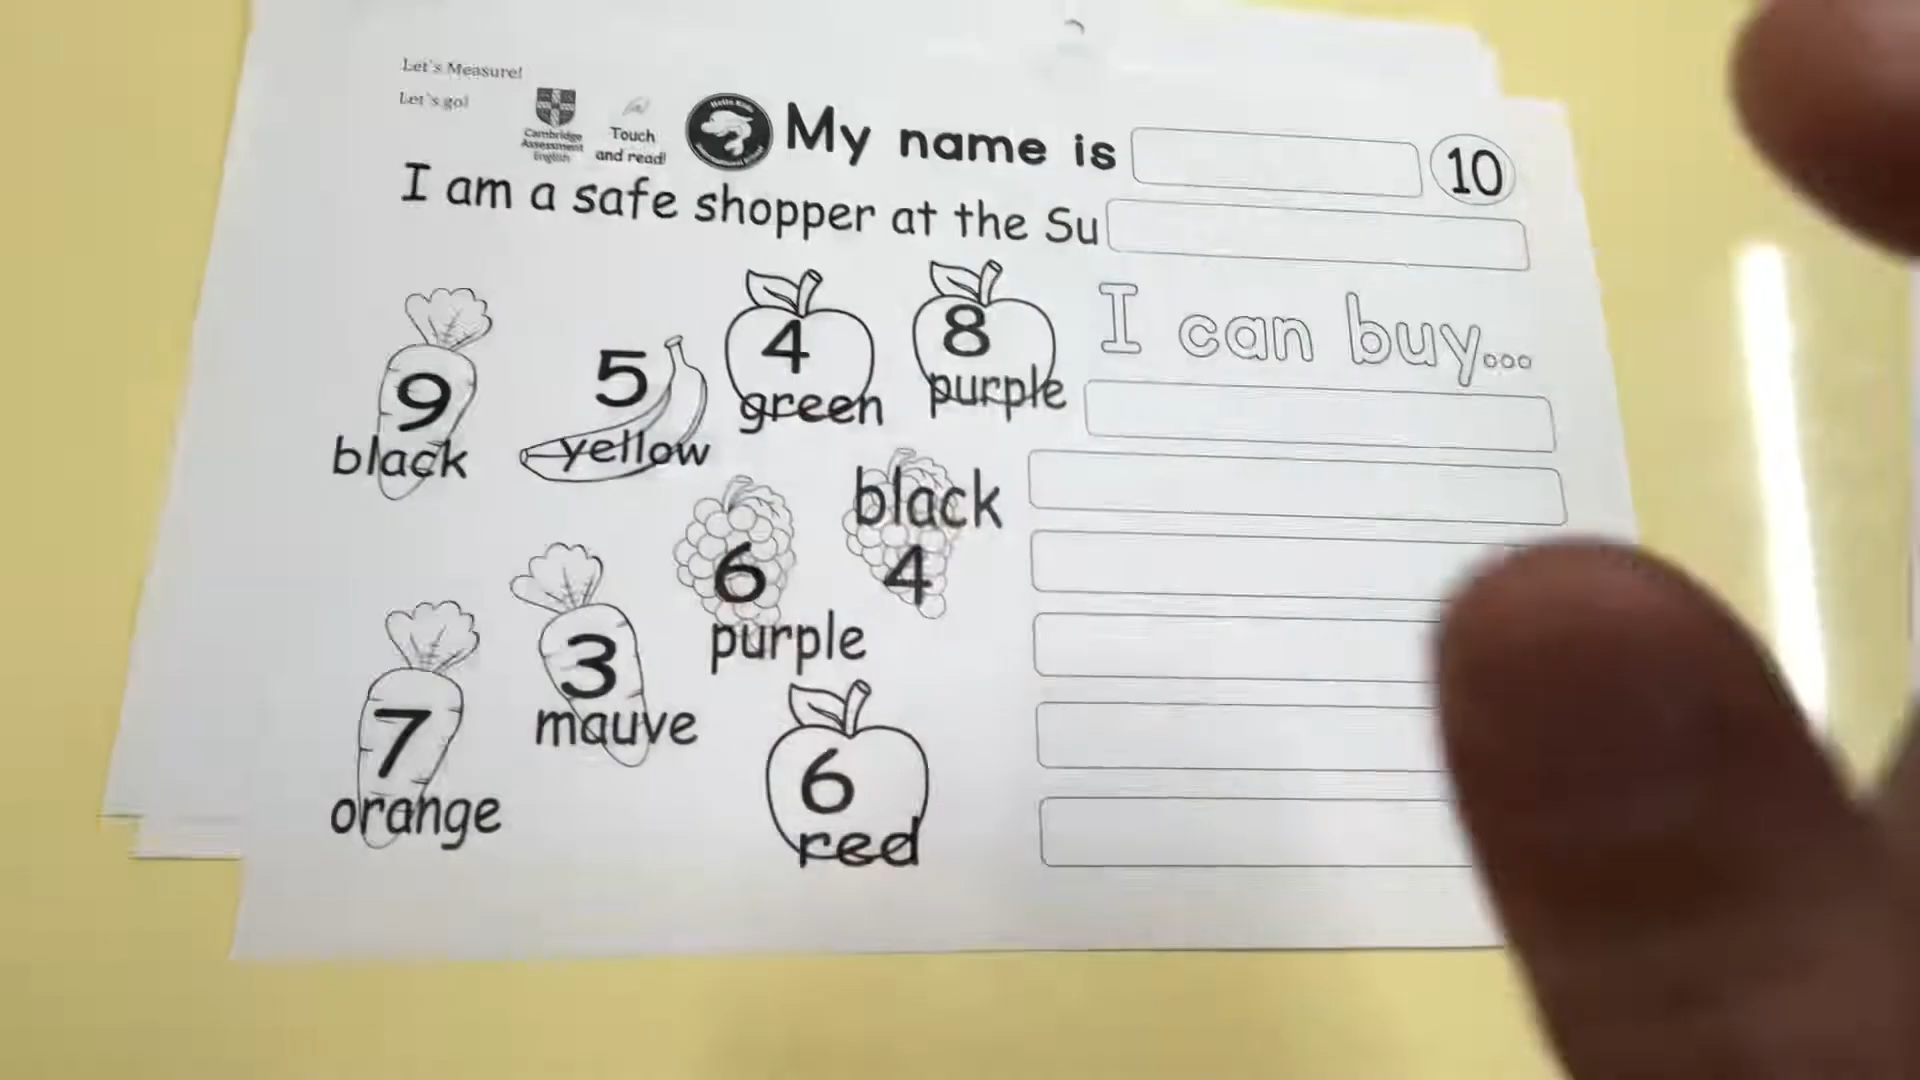 Let's Measure!
Let's go!
Cambridge
Assessment
English
Touch
and read!
Hello Kids
My name is
10
I am a safe shopper at the Su
I can buy...
9
black
5
yellow
4
green
8
purple
6
purple
black
4
7
orange
3
mauve
6
red